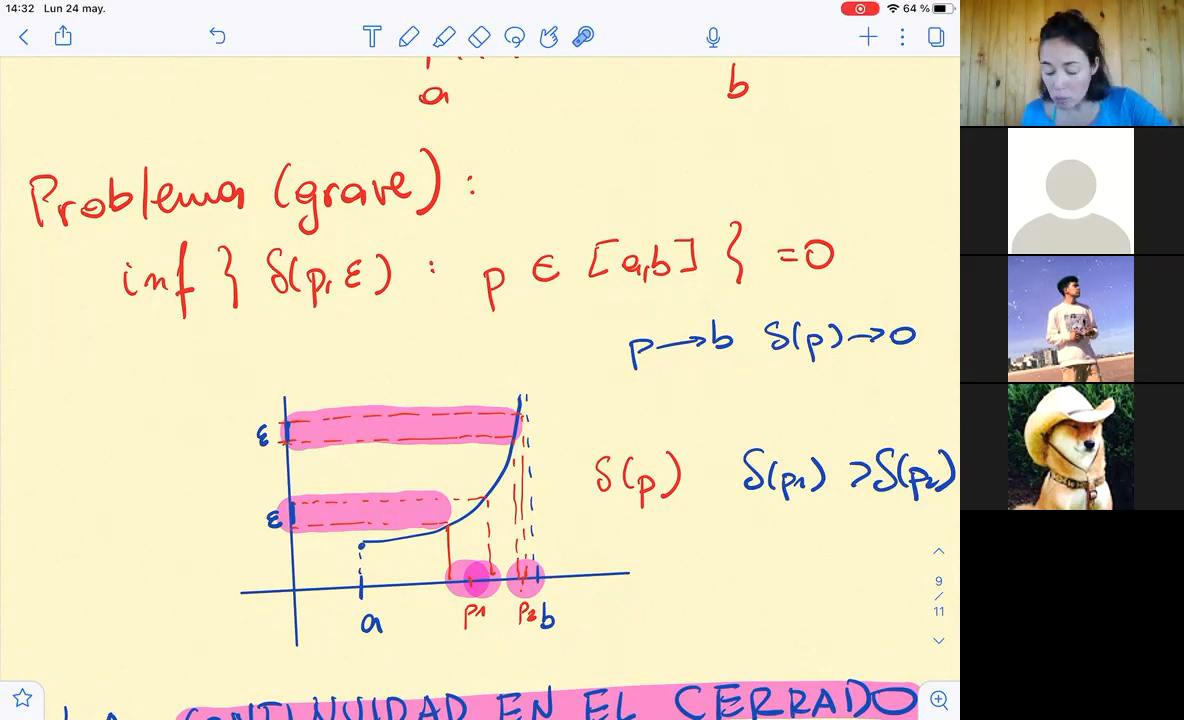 14:32 Lun 24 may. 64 %
a b
Problema (grave) :
inf } δ(p, ε) : p ∈ [a,b] } = 0
p → b δ(p) → 0
ε
ε
δ(p) δ(p1) > δ(p2)
a p1 p2 b
9
/
11
LA CONTINUIDAD EN EL CERRADO